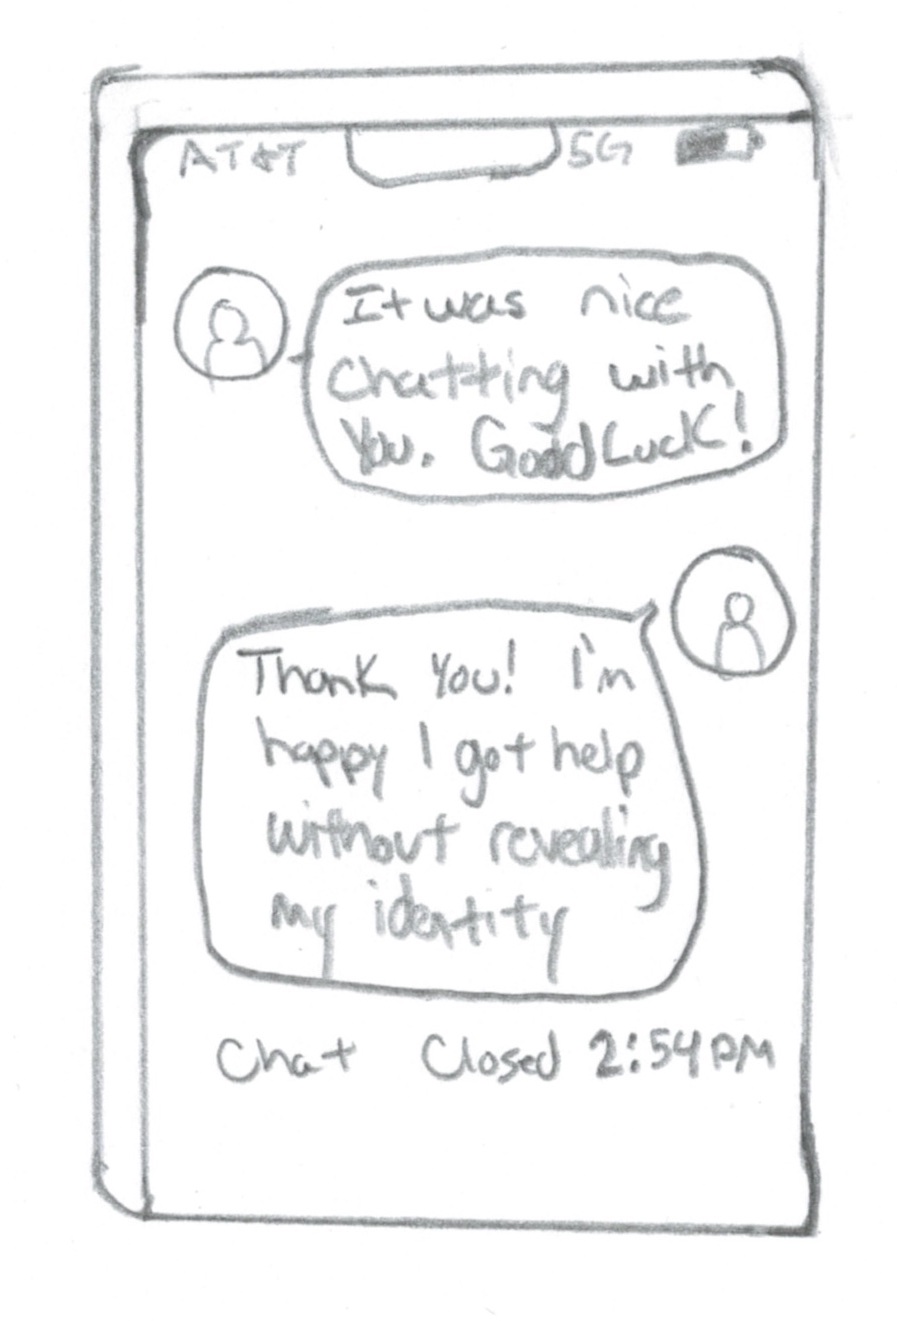 AT&T 5G
It was nice
chatting with
You. Good Luck!
Thank You! I'm
happy I got help
without revealing
my identity
Chat Closed 2:54PM